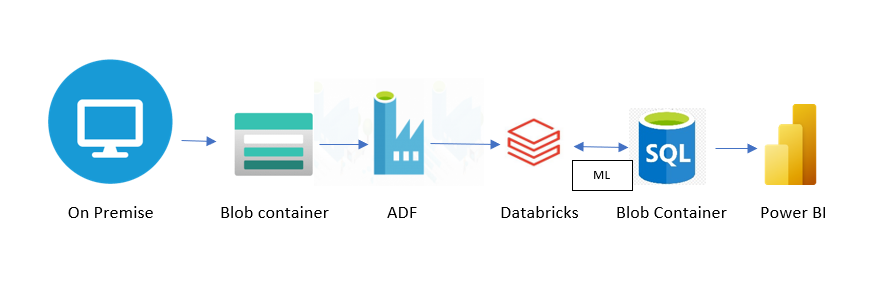 SQL
ML
On Premise
Blob container
ADF
Databricks
Blob Container
Power BI